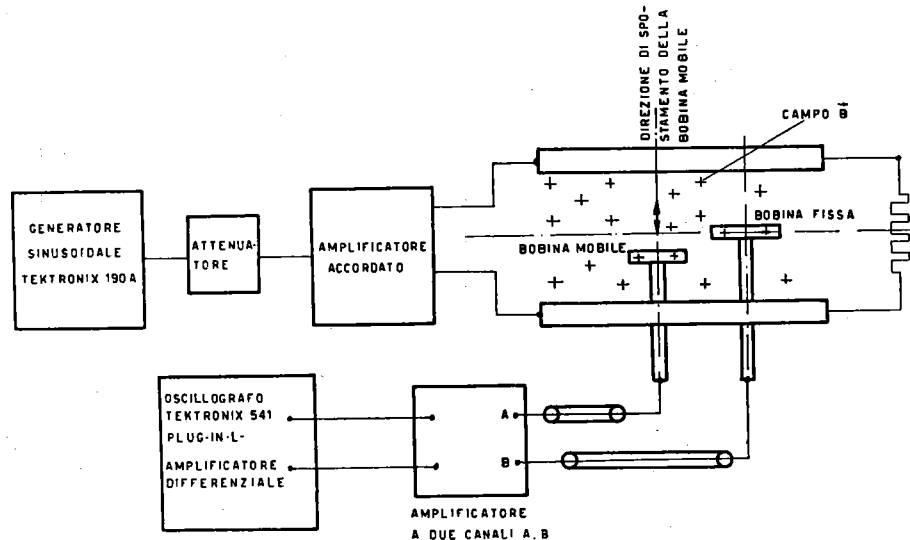 DIREZIONE DI SPO-
STAMENTO DELLA
BOBINA MOBILE
CAMPO B̄
GENERATORE
SINUSOIDALE
TEKTRONIX 190A
ATTENUA-
TORE
AMPLIFICATORE
ACCORDATO
BOBINA FISSA
BOBINA MOBILE
OSCILLOGRAFO
TEKTRONIX 541
PLUG-IN-L-
AMPLIFICATORE
DIFFERENZIALE
A
B
AMPLIFICATORE
A DUE CANALI A, B